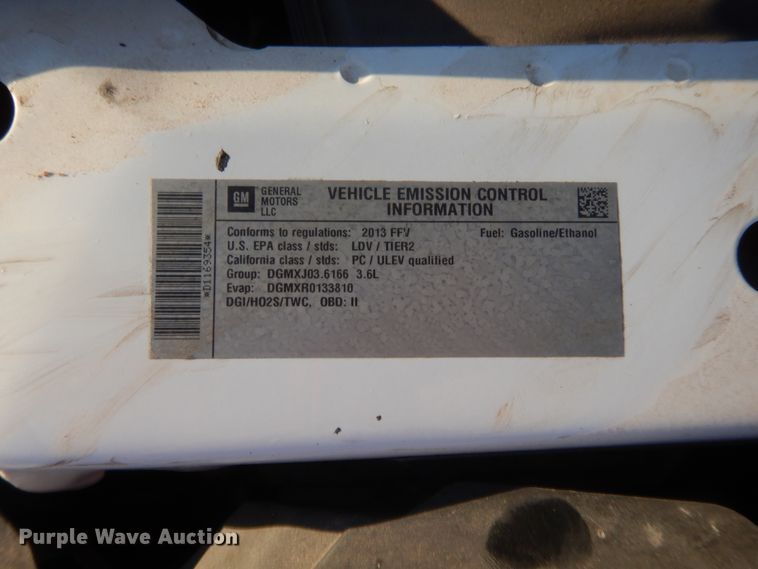 *D1169354*
GM GENERAL MOTORS LLC
VEHICLE EMISSION CONTROL
INFORMATION
Conforms to regulations: 2013 FFV Fuel: Gasoline/Ethanol
U.S. EPA class / stds: LDV / TIER2
California class / stds: PC / ULEV qualified
Group: DGMXJ03.6166 3.6L
Evap: DGMXR0133810
DGI/HO2S/TWC, OBD: II
Purple Wave Auction